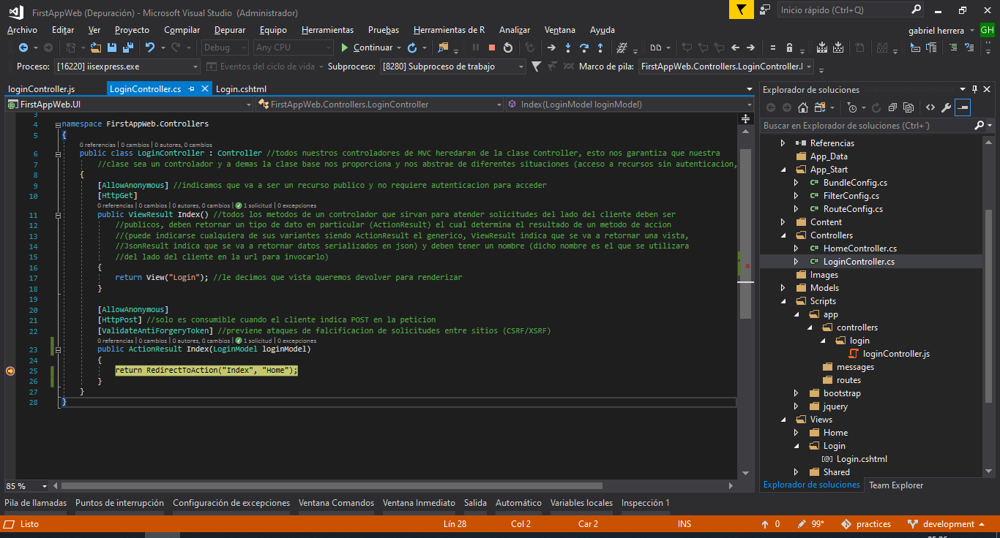 FirstAppWeb (Depuración) - Microsoft Visual Studio (Administrador)
Inicio rápido (Ctrl+Q)
Archivo Editar Ver Proyecto Compilar Depurar Equipo Herramientas Pruebas Herramientas de R Analizar Ventana Ayuda
gabriel herrera GH
Debug Any CPU Continuar
Proceso: [16220] iisexpress.exe Eventos del ciclo de vida Subproceso: [8280] Subproceso de trabajo Marco de pila: FirstAppWeb.Controllers.LoginController.I
loginController.js LoginController.cs Login.cshtml
FirstAppWeb.UI FirstAppWeb.Controllers.LoginController Index(LoginModel loginModel)
3
4 namespace FirstAppWeb.Controllers
5 {
0 referencias | 0 cambios | 0 autores, 0 cambios
6 public class LoginController : Controller //todos nuestros controladores de MVC heredaran de la clase Controller, esto nos garantiza que nuestra
7 //clase sea un controlador y a demas la clase base nos proporciona y nos abstrae de diferentes situaciones (acceso a recursos sin autenticacion,
8 {
9 [AllowAnonymous] //indicamos que va a ser un recurso publico y no requiere autenticacion para acceder
10 [HttpGet]
0 referencias | 0 cambios | 0 autores, 0 cambios | 1 solicitud | 0 excepciones
11 public ViewResult Index() //todos los metodos de un controlador que sirvan para atender solicitudes del lado del cliente deben ser
12 //publicos, deben retornar un tipo de dato en particular (ActionResult) el cual determina el resultado de un metodo de accion
13 //(puede indicarse cualquiera de sus variantes siendo ActionResult el generico, ViewResult indica que se va a retornar una vista,
14 //JsonResult indica que se va a retornar datos serializados en json) y deben tener un nombre (dicho nombre es el que se utilizara
15 //del lado del cliente en la url para invocarlo)
16 {
17 return View("Login"); //le decimos que vista queremos devolver para renderizar
18 }
19
20 [AllowAnonymous]
21 [HttpPost] //solo es consumible cuando el cliente indica POST en la peticion
22 [ValidateAntiForgeryToken] //previene ataques de falcificacion de solicitudes entre sitios (CSRF/XSRF)
0 referencias | 0 cambios | 0 autores, 0 cambios | 1 solicitud | 0 excepciones
23 public ActionResult Index(LoginModel loginModel)
24 {
25 return RedirectToAction("Index", "Home");
26 }
27 }
28 }
85 %
Explorador de soluciones
Buscar en Explorador de soluciones (Ctrl+´)
Referencias
App_Data
App_Start
C# BundleConfig.cs
C# FilterConfig.cs
C# RouteConfig.cs
Content
Controllers
C# HomeController.cs
C# LoginController.cs
Images
Models
Scripts
app
controllers
login
loginController.js
messages
routes
bootstrap
jquery
Views
Home
Login
[@] Login.cshtml
Shared
Explorador de soluciones Team Explorer
Pila de llamadas Puntos de interrupción Configuración de excepciones Ventana Comandos Ventana Inmediato Salida Automático Variables locales Inspección 1
Listo Lín 28 Col 2 Car 2 INS 0 99* practices development